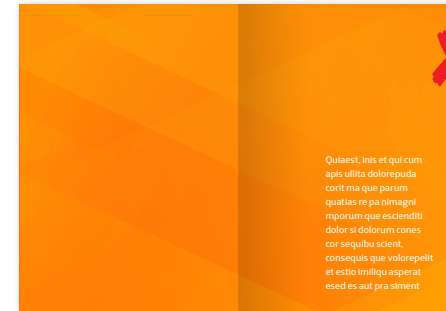 Quiaest, inis et qui cum
apis ullita dolorepuda
corit ma que parum
quatias re pa nimagni
mporum que escienditi
dolor si dolorum cones
cor sequibu scient,
consequis que volorepelit
et estio imiliqu asperat
esed es aut pra siment